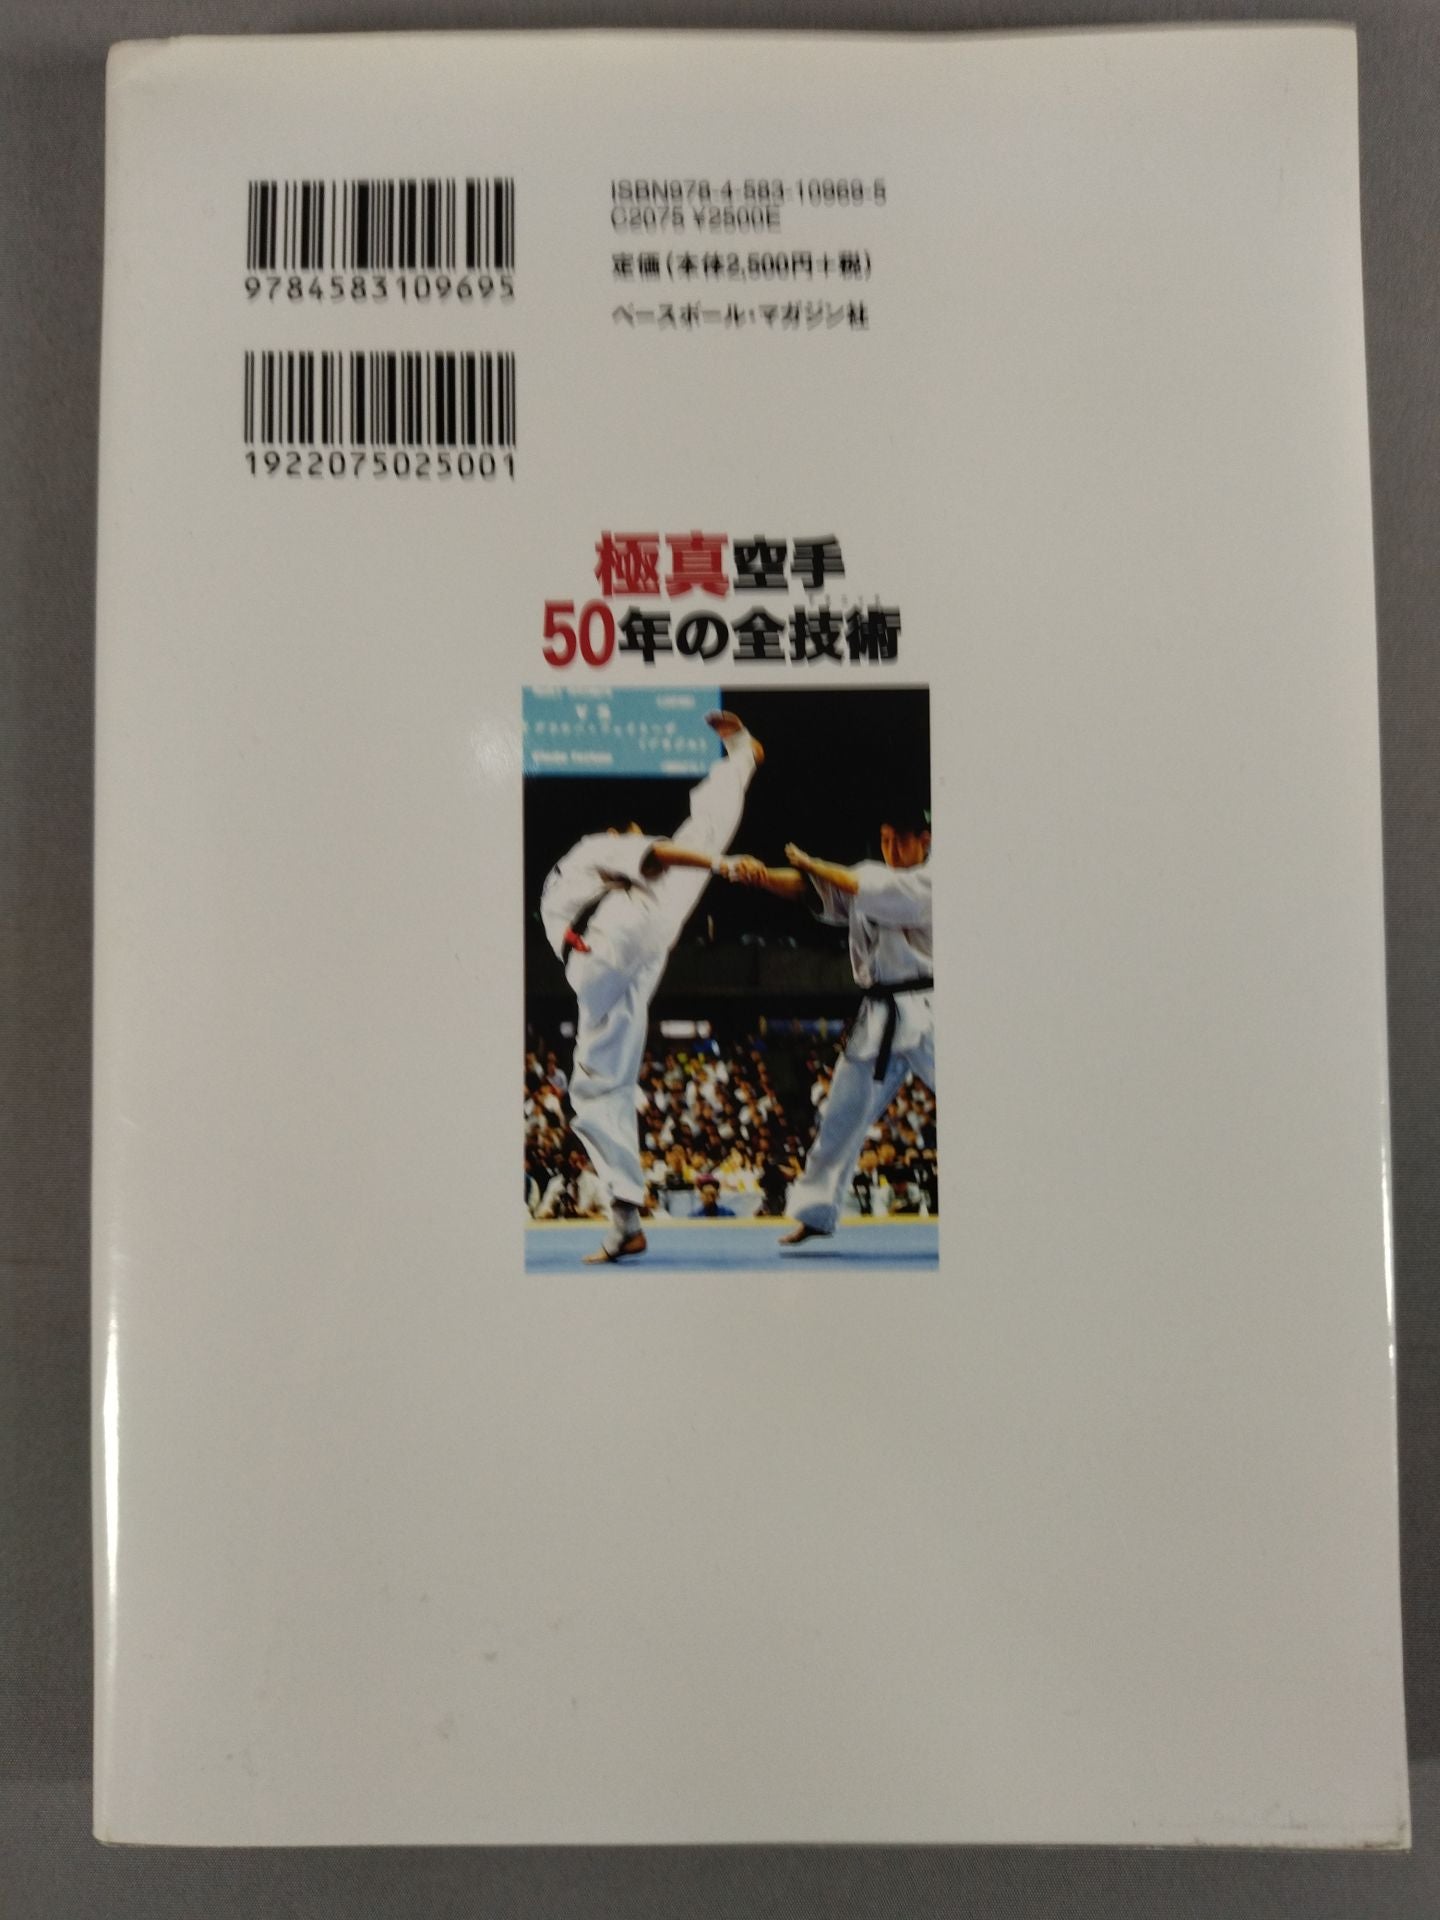 9784583109695
1922075025001
ISBN978-4-583-10969-5
C2075 ¥2500E
定価(本体2,500円+税)
ベースボール・マガジン社
極真空手
50年の全技術
VS